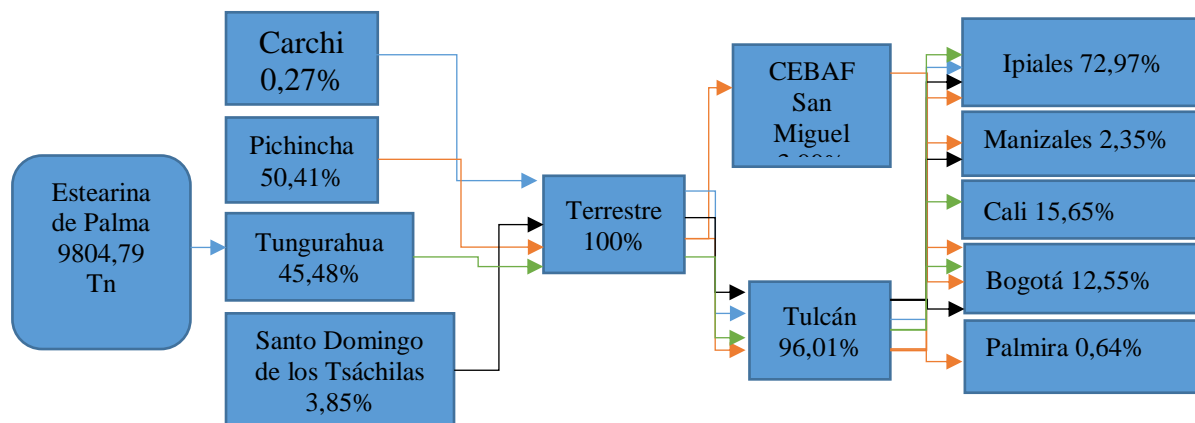 Estearina
de Palma
9804,79
Tn
Carchi
0,27%
Pichincha
50,41%
Tungurahua
45,48%
Santo Domingo
de los Tsáchilas
3,85%
Terrestre
100%
CEBAF
San
Miguel
Tulcán
96,01%
Ipiales 72,97%
Manizales 2,35%
Cali 15,65%
Bogotá 12,55%
Palmira 0,64%